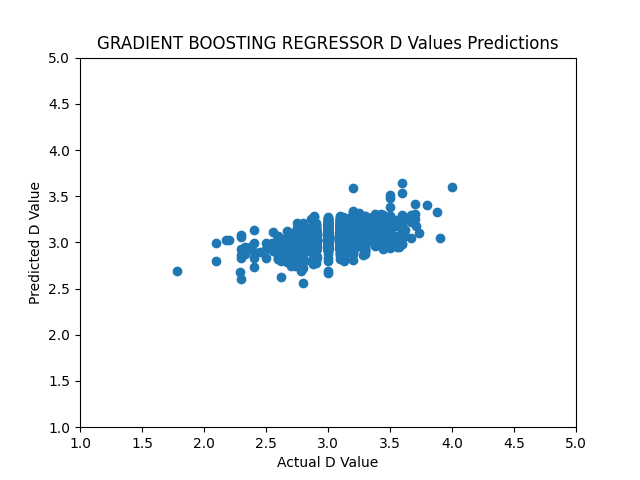 GRADIENT BOOSTING REGRESSOR D Values Predictions
5.0
4.5
4.0
3.5
3.0
2.5
2.0
1.5
1.0
Predicted D Value
1.0 1.5 2.0 2.5 3.0 3.5 4.0 4.5 5.0
Actual D Value